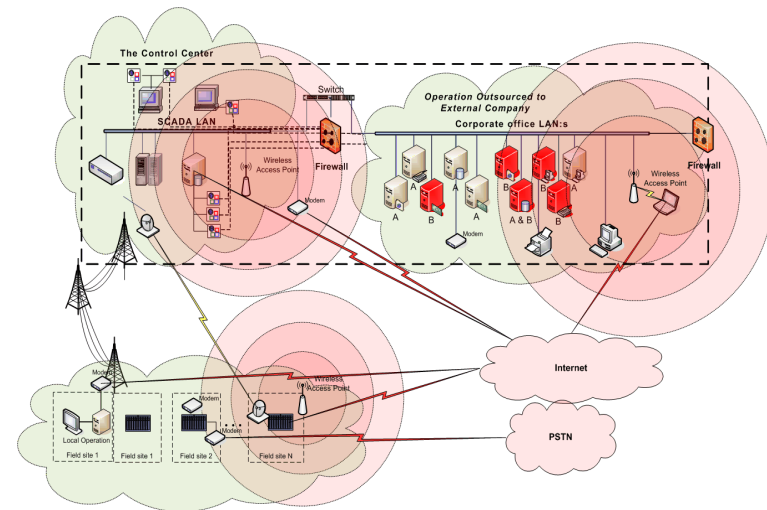 The Control Center
Switch
Operation Outsourced to
External Company
SCADA LAN
Corporate office LAN:s
Firewall
Wireless
Access Point
Firewall
Wireless
Access Point
A
A
B
B
A
A
B
A
A & B
B
Modem
Modem
Internet
Modem
Wireless
Access Point
Modem
Modem
...
Local Operation
PSTN
Field site 1
Field site 1
Field site 2
Field site N